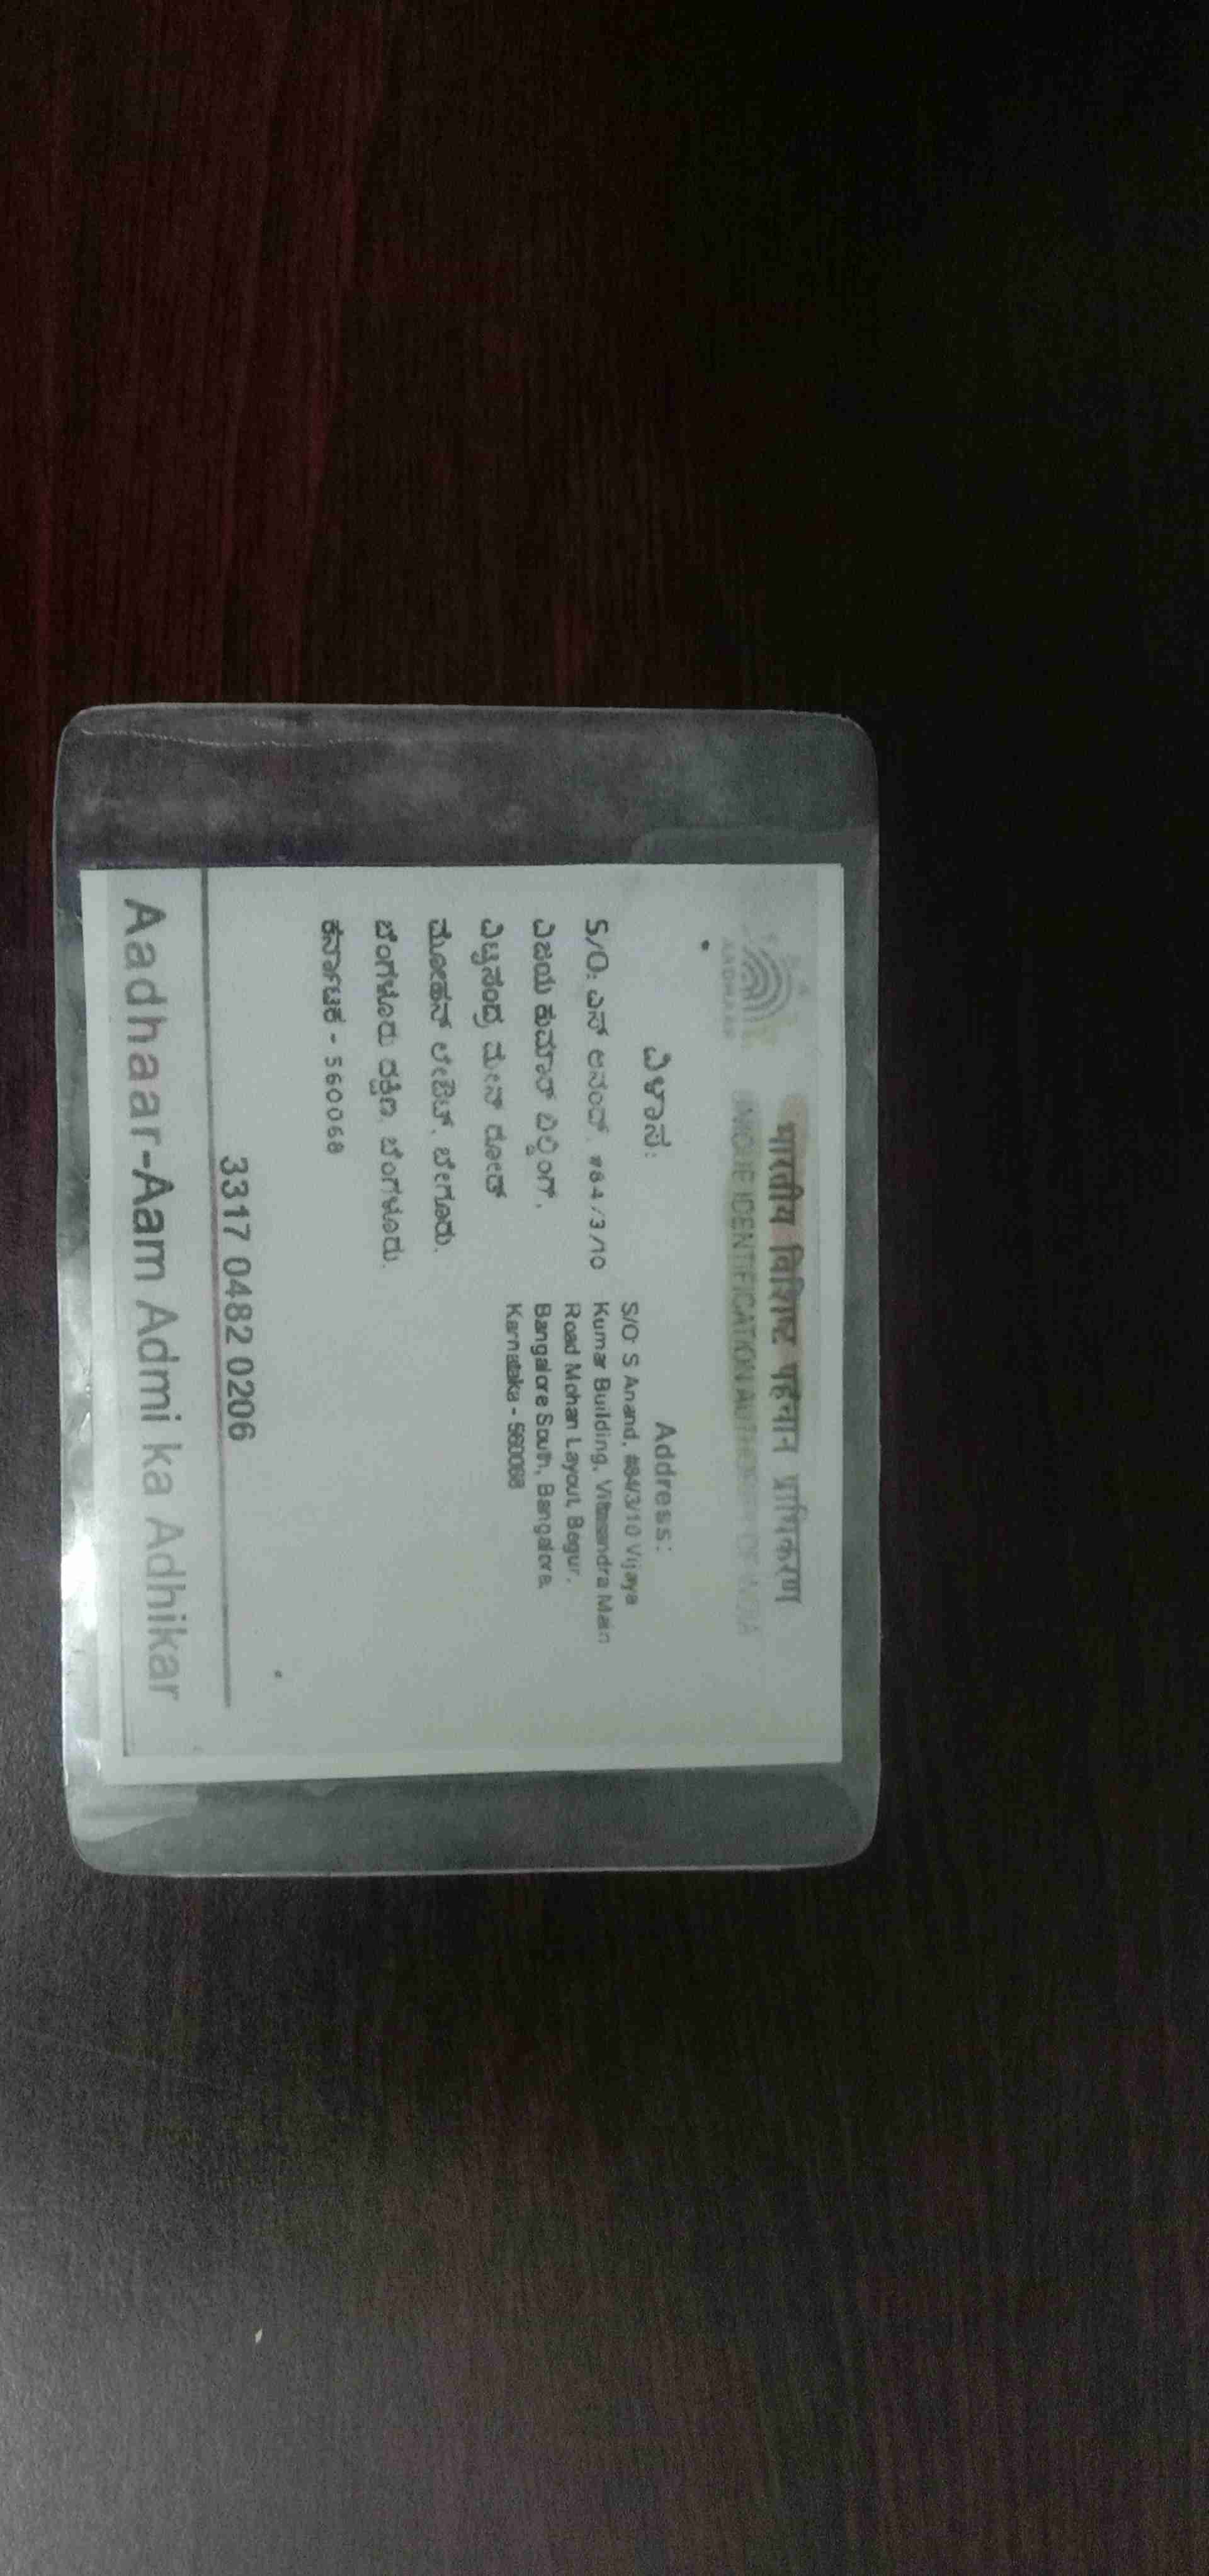 भारतीय विशिष्ट पहचान प्राधिकरण
UNIQUE IDENTIFICATION AUTHORITY OF INDIA
AADHAAR
ವಿಳಾಸ:
S/O: ಎಸ್ ಆನಂದ್, #84/3/10
ವಿಜಯ ಕುಮಾರ್ ಬಿಲ್ಡಿಂಗ್,
ವಿಟ್ಟಸಂದ್ರ ಮೇನ್ ರೋಡ್
ಮೋಹನ್ ಲೇಔಟ್, ಬೇಗೂರು,
ಬೆಂಗಳೂರು ದಕ್ಷಿಣ, ಬೆಂಗಳೂರು,
ಕರ್ನಾಟಕ - 560068
Address:
S/O: S Anand, #84/3/10 Vijaya
Kumar Building, Vittasandra Main
Road Mohan Layout, Begur,
Bangalore South, Bangalore,
Karnataka - 560068
3317 0482 0206
Aadhaar-Aam Admi ka Adhikar